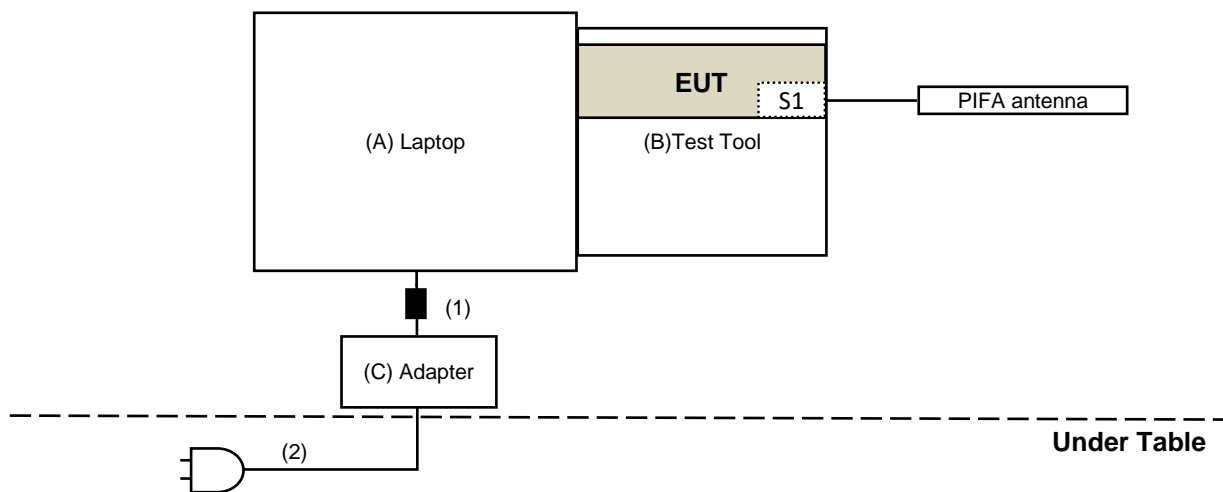 EUT
S1
PIFA antenna
(A) Laptop
(B)Test Tool
(1)
(C) Adapter
Under Table
(2)